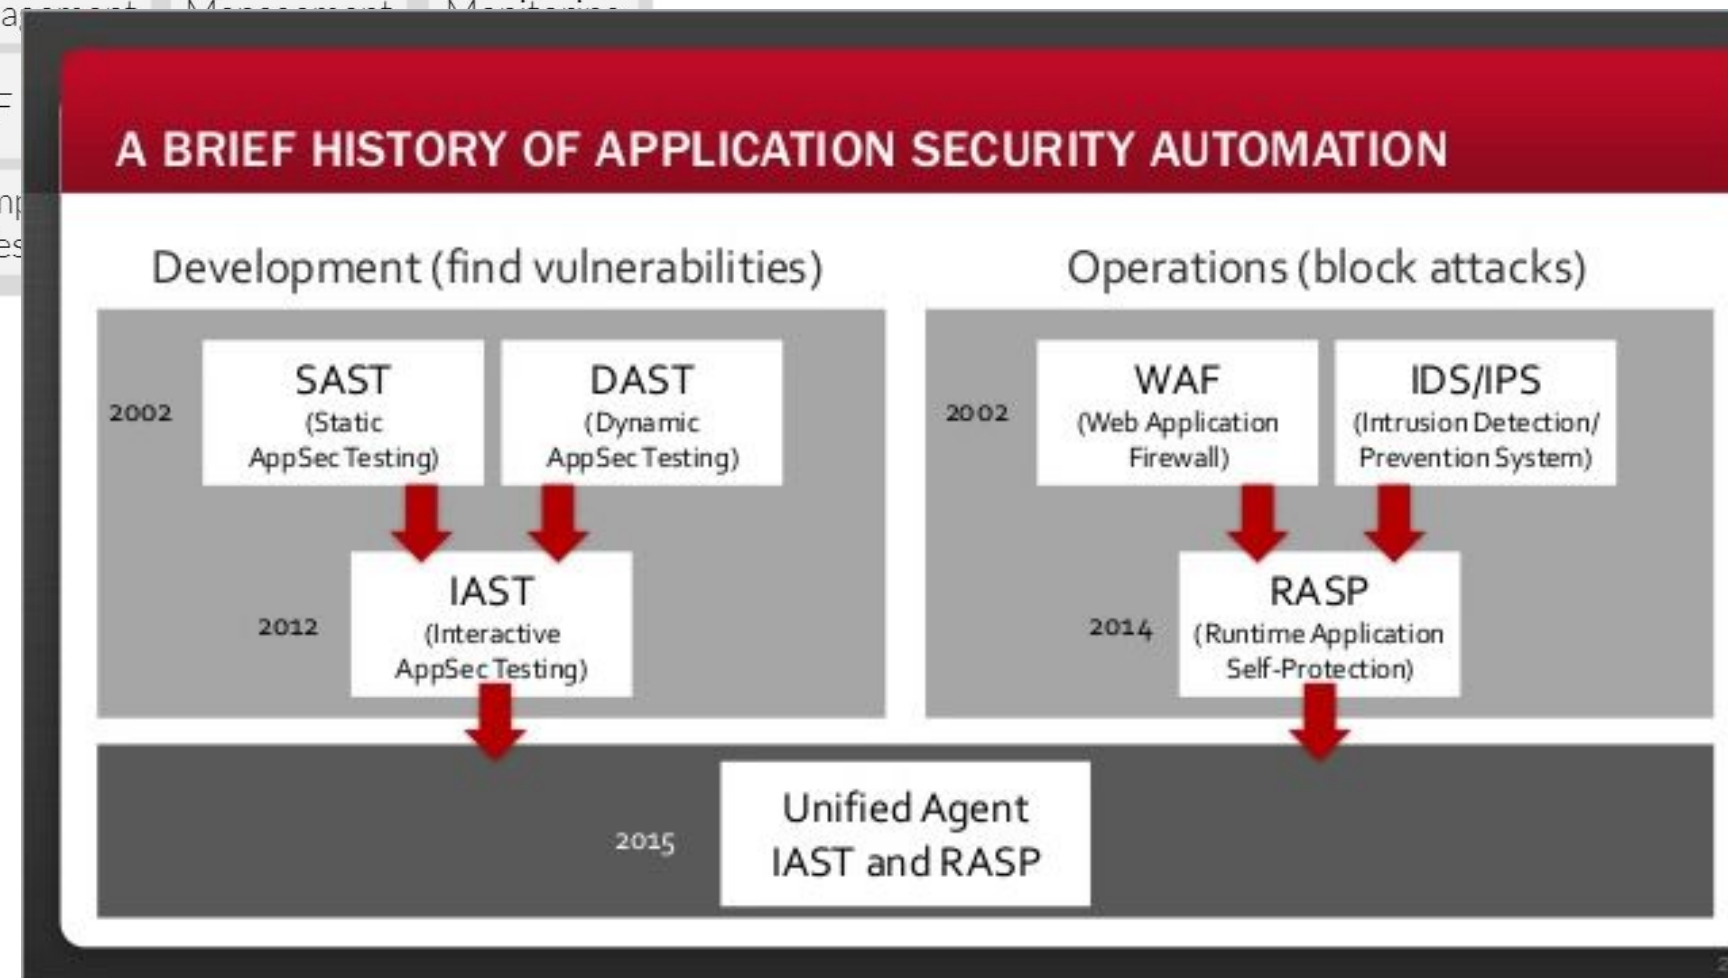 Management Monitoring
A BRIEF HISTORY OF APPLICATION SECURITY AUTOMATION
Development (find vulnerabilities)
2002
SAST
(Static
AppSec Testing)
DAST
(Dynamic
AppSec Testing)
2012
IAST
(Interactive
AppSec Testing)
Operations (block attacks)
2002
WAF
(Web Application
Firewall)
IDS/IPS
(Intrusion Detection/
Prevention System)
2014
RASP
(Runtime Application
Self-Protection)
2015
Unified Agent
IAST and RASP